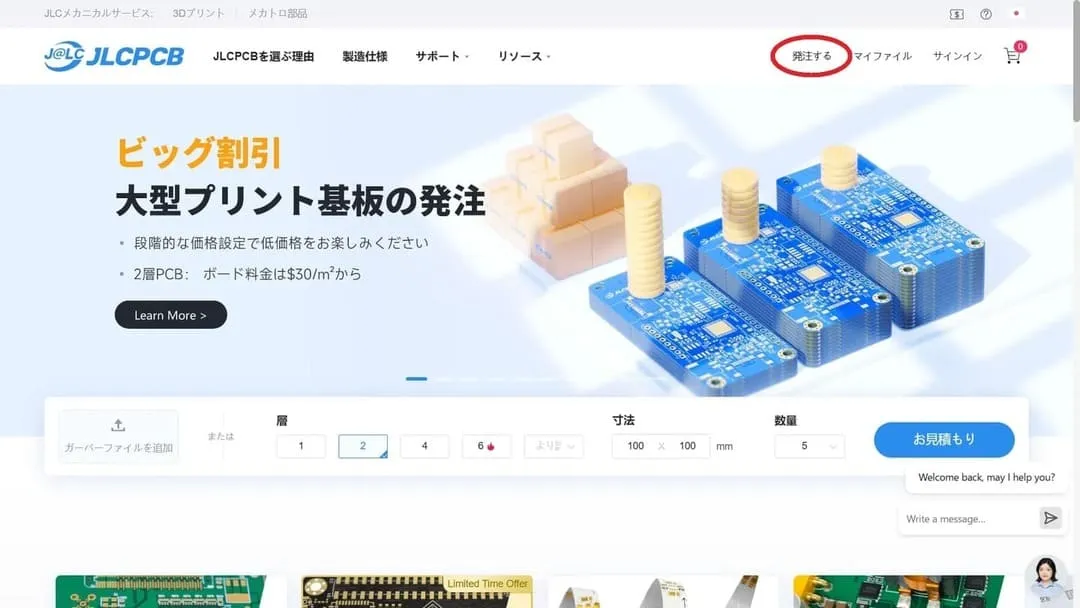 JLCメカニカルサービス:
3Dプリント
メカトロ部品
J@LC JLCPCB
JLCPCBを選ぶ理由
製造仕様
サポート
リソース
発注する
マイファイル
サインイン
0
ビッグ割引
大型プリント基板の発注
• 段階的な価格設定で低価格をお楽しみください
• 2層PCB: ボード料金は$30/m²から
Learn More >
ガーバーファイルを追加
または
層
1
2
4
6
寸法
100 X 100 mm
数量
5
お見積もり
Welcome back, may I help you?
Write a message...
Limited Time Offer